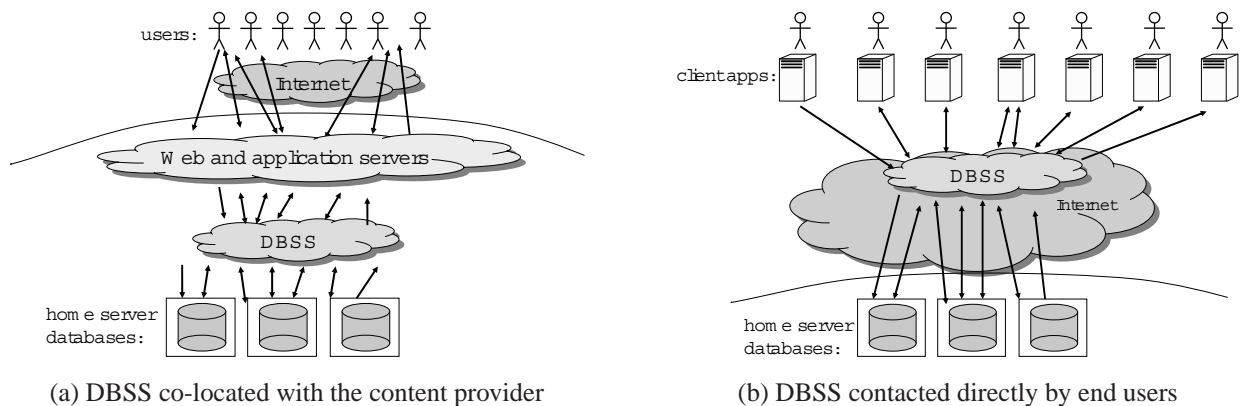 users:
Internet
Web and application servers
DBSS
home server
databases:
(a) DBSS co-located with the content provider
client apps:
DBSS
Internet
home server
databases:
(b) DBSS contacted directly by end users